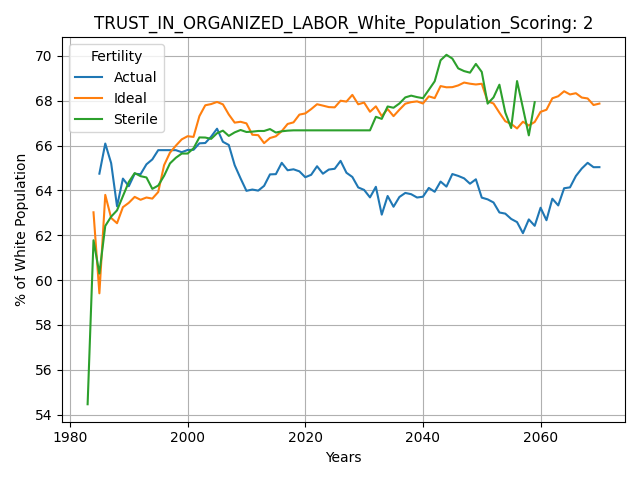 TRUST_IN_ORGANIZED_LABOR_White_Population_Scoring: 2
Fertility
Actual
Ideal
Sterile
% of White Population
70
68
66
64
62
60
58
56
54
1980
2000
2020
2040
2060
Years